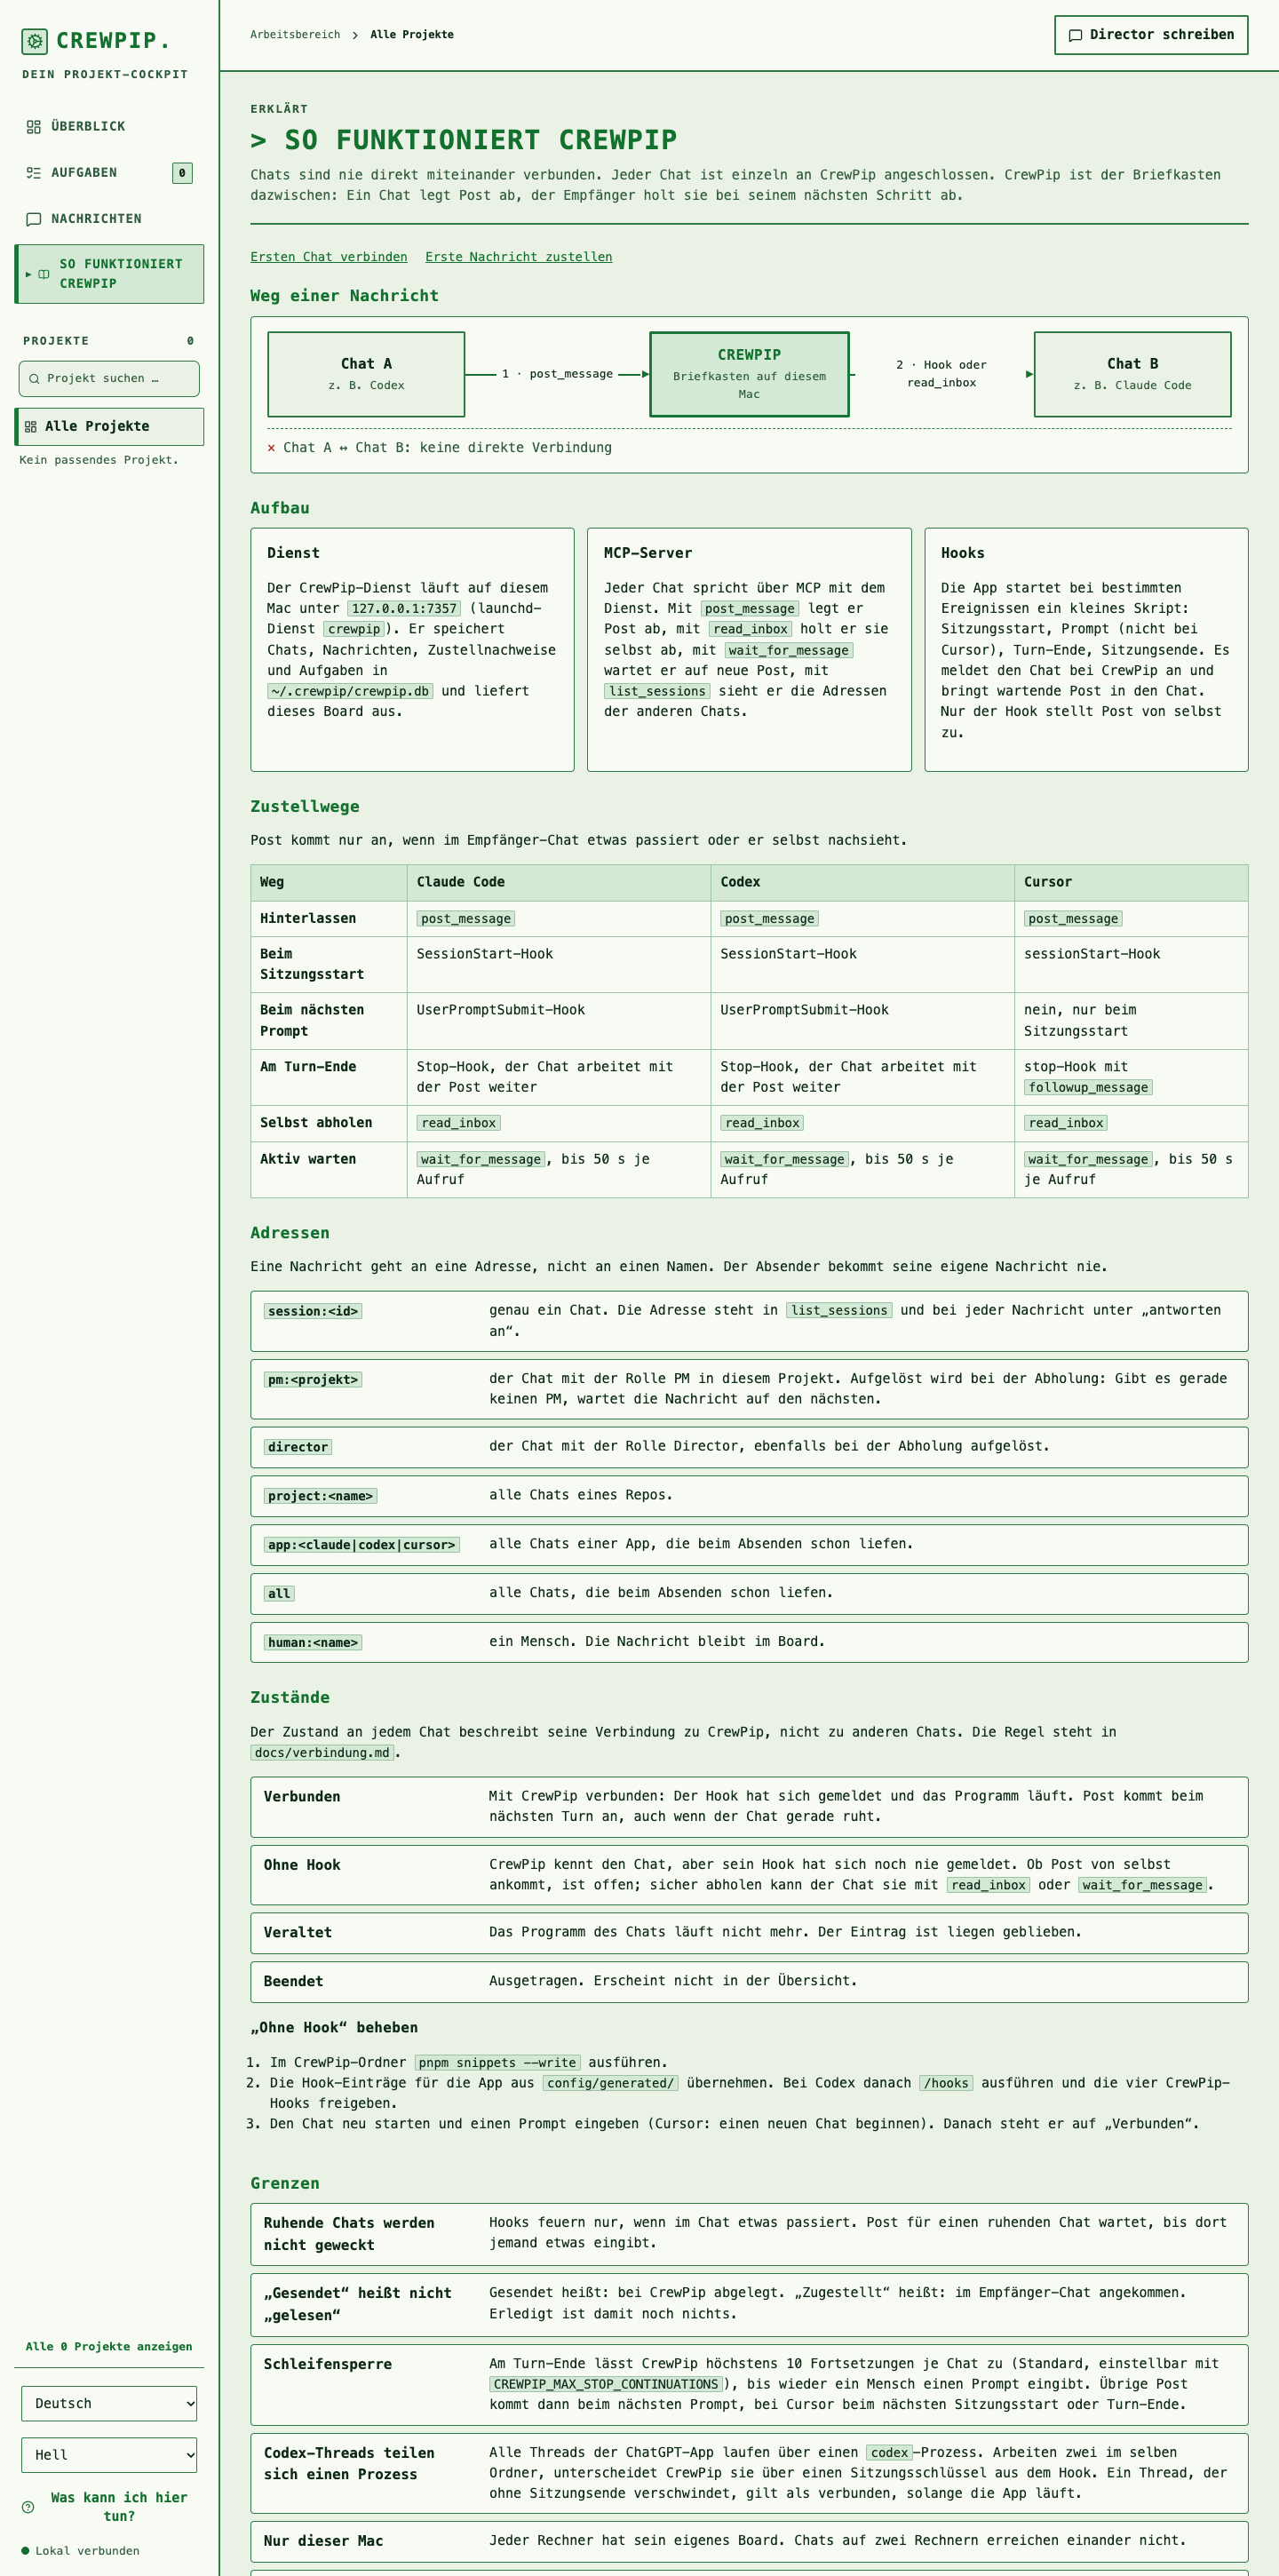 CREWPIP.
DEIN PROJEKT-COCKPIT
ÜBERBLICK
AUFGABEN 0
NACHRICHTEN
▸ SO FUNKTIONIERT
CREWPIP
PROJEKTE 0
Projekt suchen …
Alle Projekte
Kein passendes Projekt.
Alle 0 Projekte anzeigen
Deutsch
Hell
Was kann ich hier
tun?
Lokal verbunden
Arbeitsbereich › Alle Projekte
Director schreiben
ERKLÄRT
> SO FUNKTIONIERT CREWPIP
Chats sind nie direkt miteinander verbunden. Jeder Chat ist einzeln an CrewPip angeschlossen. CrewPip ist der Briefkasten
dazwischen: Ein Chat legt Post ab, der Empfänger holt sie bei seinem nächsten Schritt ab.
Ersten Chat verbinden Erste Nachricht zustellen
Weg einer Nachricht
Chat A
z. B. Codex
1 · post_message
CREWPIP
Briefkasten auf diesem
Mac
2 · Hook oder
read_inbox
Chat B
z. B. Claude Code
× Chat A ↔ Chat B: keine direkte Verbindung
Aufbau
Dienst
Der CrewPip-Dienst läuft auf diesem
Mac unter 127.0.0.1:7357 (launchd-
Dienst crewpip). Er speichert
Chats, Nachrichten, Zustellnachweise
und Aufgaben in
~/.crewpip/crewpip.db und liefert
dieses Board aus.
MCP-Server
Jeder Chat spricht über MCP mit dem
Dienst. Mit post_message legt er
Post ab, mit read_inbox holt er sie
selbst ab, mit wait_for_message
wartet er auf neue Post, mit
list_sessions sieht er die Adressen
der anderen Chats.
Hooks
Die App startet bei bestimmten
Ereignissen ein kleines Skript:
Sitzungsstart, Prompt (nicht bei
Cursor), Turn-Ende, Sitzungsende. Es
meldet den Chat bei CrewPip an und
bringt wartende Post in den Chat.
Nur der Hook stellt Post von selbst
zu.
Zustellwege
Post kommt nur an, wenn im Empfänger-Chat etwas passiert oder er selbst nachsieht.
Weg Claude Code Codex Cursor
Hinterlassen post_message post_message post_message
Beim
Sitzungsstart
SessionStart-Hook SessionStart-Hook sessionStart-Hook
Beim nächsten
Prompt
UserPromptSubmit-Hook UserPromptSubmit-Hook
nein, nur beim
Sitzungsstart
Am Turn-Ende
Stop-Hook, der Chat arbeitet mit
der Post weiter
Stop-Hook, der Chat arbeitet mit
der Post weiter
stop-Hook mit
followup_message
Selbst abholen read_inbox read_inbox read_inbox
Aktiv warten
wait_for_message, bis 50 s je
Aufruf
wait_for_message, bis 50 s je
Aufruf
wait_for_message, bis 50 s
je Aufruf
Adressen
Eine Nachricht geht an eine Adresse, nicht an einen Namen. Der Absender bekommt seine eigene Nachricht nie.
session:<id>
genau ein Chat. Die Adresse steht in list_sessions und bei jeder Nachricht unter „antworten
an“.
pm:<projekt>
der Chat mit der Rolle PM in diesem Projekt. Aufgelöst wird bei der Abholung: Gibt es gerade
keinen PM, wartet die Nachricht auf den nächsten.
director der Chat mit der Rolle Director, ebenfalls bei der Abholung aufgelöst.
project:<name> alle Chats eines Repos.
app:<claude|codex|cursor> alle Chats einer App, die beim Absenden schon liefen.
all alle Chats, die beim Absenden schon liefen.
human:<name> ein Mensch. Die Nachricht bleibt im Board.
Zustände
Der Zustand an jedem Chat beschreibt seine Verbindung zu CrewPip, nicht zu anderen Chats. Die Regel steht in
docs/verbindung.md.
Verbunden
Mit CrewPip verbunden: Der Hook hat sich gemeldet und das Programm läuft. Post kommt beim
nächsten Turn an, auch wenn der Chat gerade ruht.
Ohne Hook
CrewPip kennt den Chat, aber sein Hook hat sich noch nie gemeldet. Ob Post von selbst
ankommt, ist offen; sicher abholen kann der Chat sie mit read_inbox oder wait_for_message.
Veraltet Das Programm des Chats läuft nicht mehr. Der Eintrag ist liegen geblieben.
Beendet Ausgetragen. Erscheint nicht in der Übersicht.
„Ohne Hook“ beheben
1. Im CrewPip-Ordner pnpm snippets --write ausführen.
2. Die Hook-Einträge für die App aus config/generated/ übernehmen. Bei Codex danach /hooks ausführen und die vier CrewPip-
Hooks freigeben.
3. Den Chat neu starten und einen Prompt eingeben (Cursor: einen neuen Chat beginnen). Danach steht er auf „Verbunden“.
Grenzen
Ruhende Chats werden
nicht geweckt
Hooks feuern nur, wenn im Chat etwas passiert. Post für einen ruhenden Chat wartet, bis dort
jemand etwas eingibt.
„Gesendet“ heißt nicht
„gelesen“
Gesendet heißt: bei CrewPip abgelegt. „Zugestellt“ heißt: im Empfänger-Chat angekommen.
Erledigt ist damit noch nichts.
Schleifensperre
Am Turn-Ende lässt CrewPip höchstens 10 Fortsetzungen je Chat zu (Standard, einstellbar mit
CREWPIP_MAX_STOP_CONTINUATIONS), bis wieder ein Mensch einen Prompt eingibt. Übrige Post
kommt dann beim nächsten Prompt, bei Cursor beim nächsten Sitzungsstart oder Turn-Ende.
Codex-Threads teilen
sich einen Prozess
Alle Threads der ChatGPT-App laufen über einen codex-Prozess. Arbeiten zwei im selben
Ordner, unterscheidet CrewPip sie über einen Sitzungsschlüssel aus dem Hook. Ein Thread, der
ohne Sitzungsende verschwindet, gilt als verbunden, solange die App läuft.
Nur dieser Mac Jeder Rechner hat sein eigenes Board. Chats auf zwei Rechnern erreichen einander nicht.